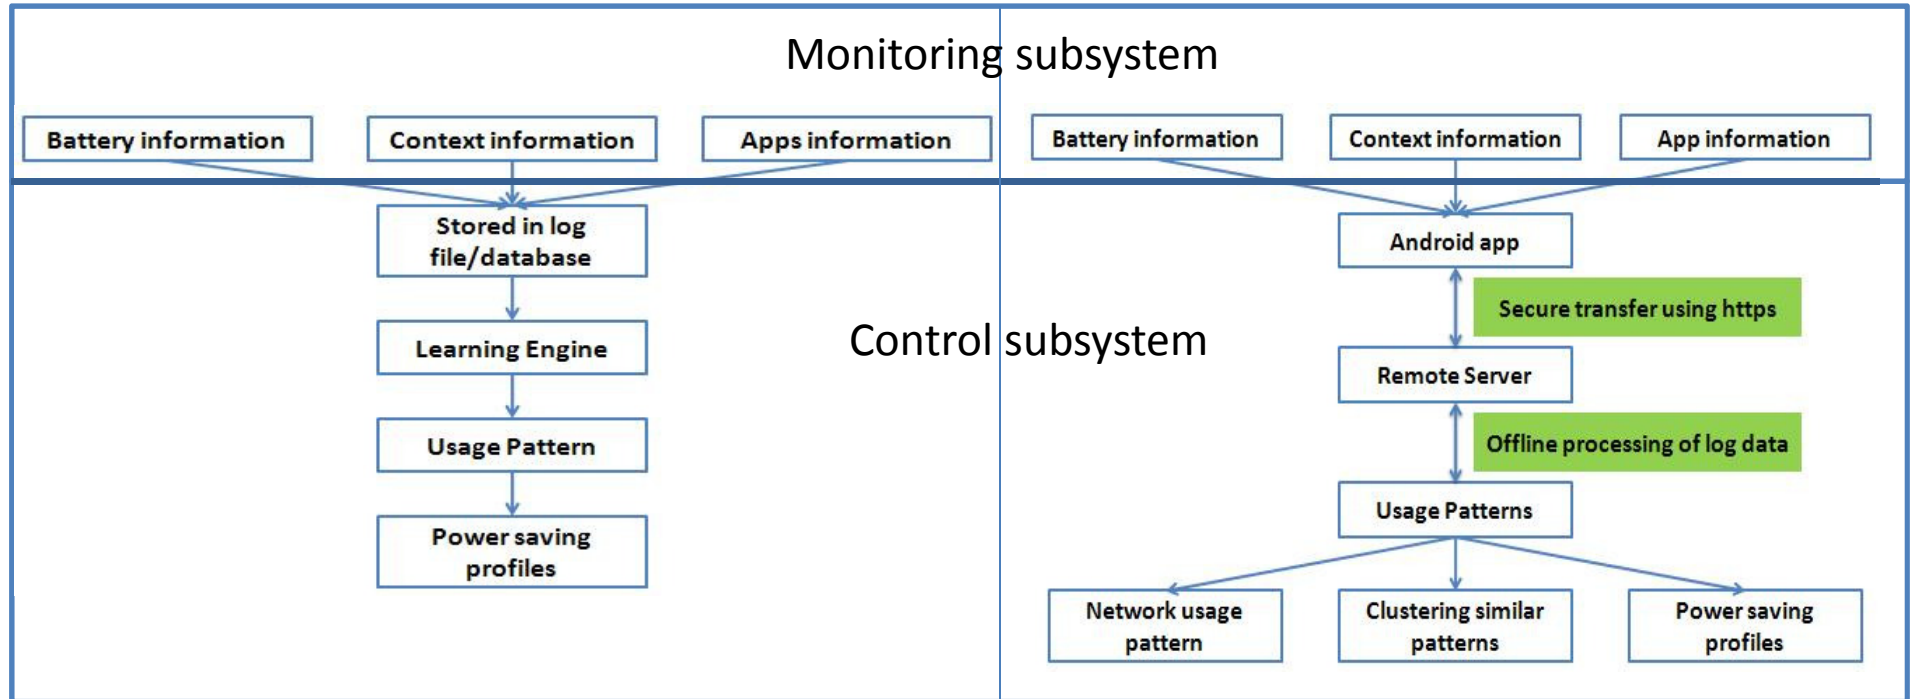 Monitoring subsystem
Battery information
Context information
Apps information
Battery information
Context information
App information
Stored in log
file/database
Learning Engine
Usage Pattern
Power saving
profiles
Control subsystem
Android app
Secure transfer using https
Remote Server
Offline processing of log data
Usage Patterns
Network usage
pattern
Clustering similar
patterns
Power saving
profiles